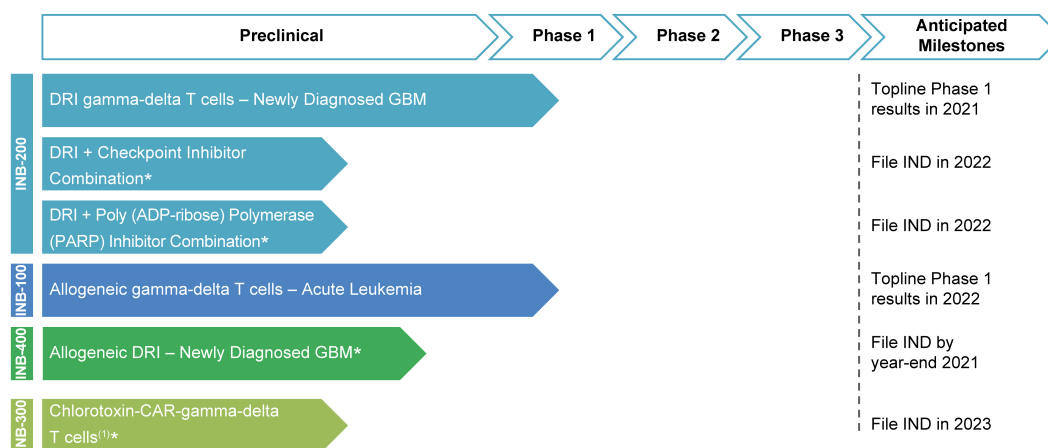 Preclinical
Phase 1
Phase 2
Phase 3
Anticipated
Milestones
INB-200
DRI gamma-delta T cells – Newly Diagnosed GBM
Topline Phase 1
results in 2021
DRI + Checkpoint Inhibitor
Combination*
File IND in 2022
DRI + Poly (ADP-ribose) Polymerase
(PARP) Inhibitor Combination*
File IND in 2022
INB-100
Allogeneic gamma-delta T cells – Acute Leukemia
Topline Phase 1
results in 2022
INB-400
Allogeneic DRI – Newly Diagnosed GBM*
File IND by
year-end 2021
NB-300
Chlorotoxin-CAR-gamma-delta
T cells(1)*
File IND in 2023